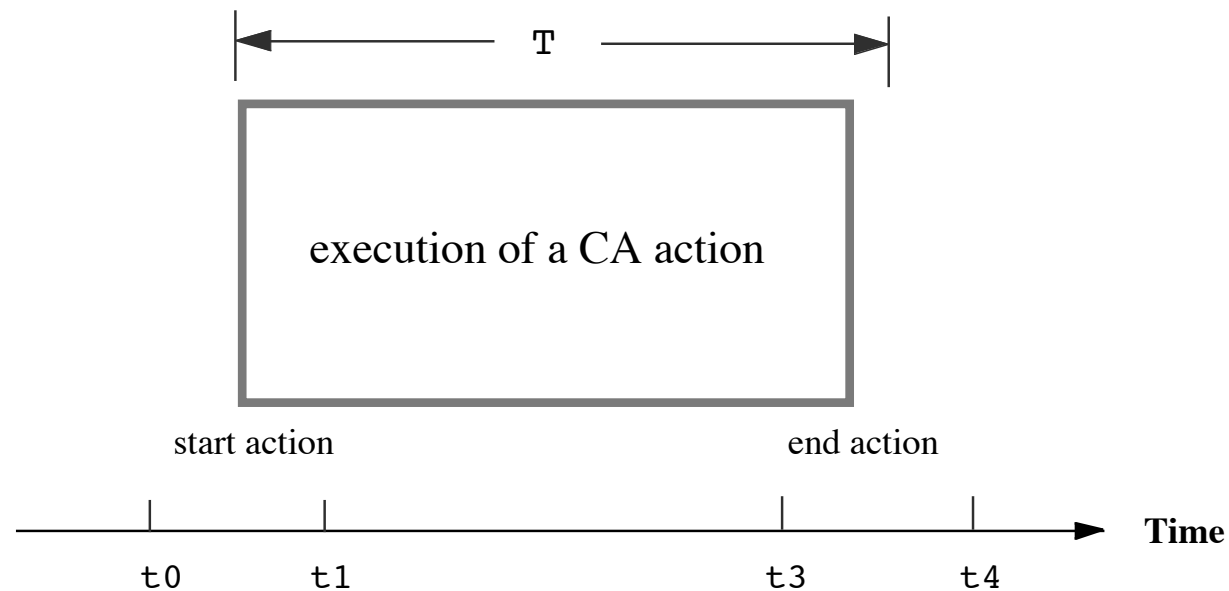 T
execution of a CA action
start action
end action
Time
t0
t1
t3
t4